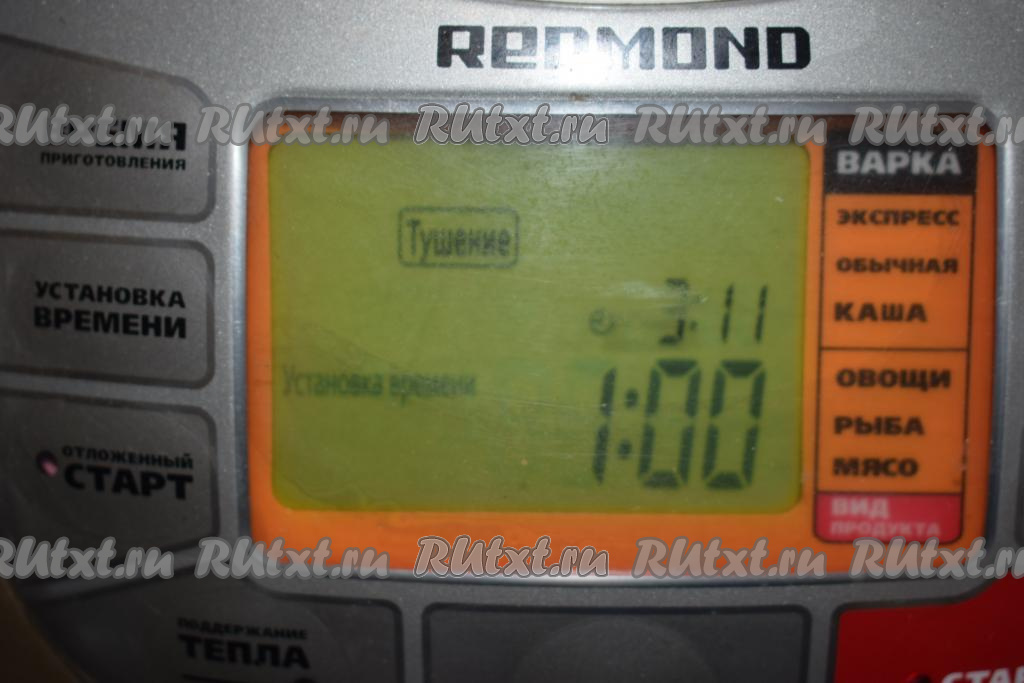 REDMOND
RUtxt.ru RUtxt.ru RUtxt.ru RUtxt.ru RUtxt.ru
ПРИГОТОВЛЕНИЯ
ВАРКА
Тушение
ЭКСПРЕСС
ОБЫЧНАЯ
КАША
УСТАНОВКА
ВРЕМЕНИ
3:11
Установка времени
1:00
ОВОЩИ
РЫБА
МЯСО
ОТЛОЖЕННЫЙ
СТАРТ
ВИД
ПРОДУКТА
RUtxt.ru RUtxt.ru RUtxt.ru RUtxt.ru RUtxt.ru
ПОДДЕРЖАНИЕ
ТЕПЛА